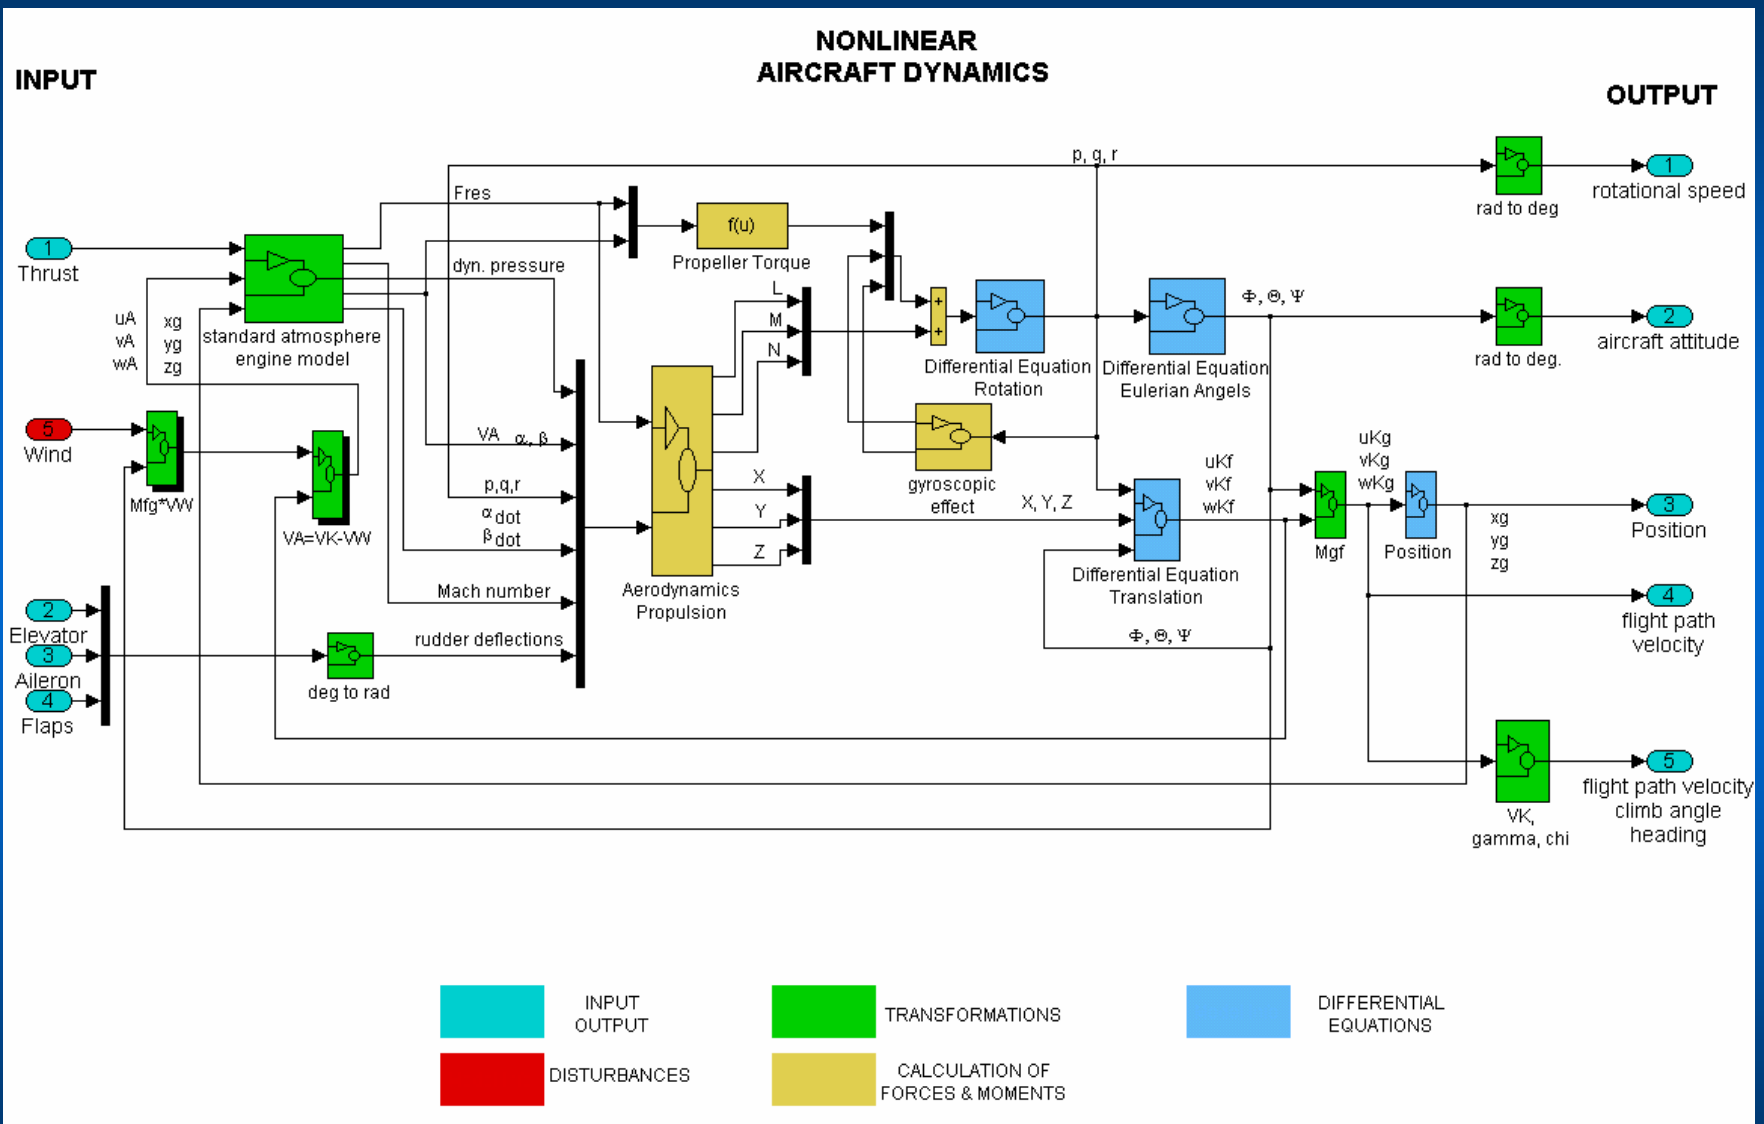 NONLINEAR
AIRCRAFT DYNAMICS
INPUT
OUTPUT
p, q, r
1
rotational speed
rad to deg
Fres
1
Thrust
f(u)
Propeller Torque
dyn. pressure
standard atmosphere
engine model
uA
vA
wA
xg
yg
zg
L
M
N
+
+
Differential Equation
Rotation
Differential Equation
Eulerian Angels
Φ, Θ, Ψ
rad to deg.
2
aircraft attitude
5
Wind
Mfg*VW
VA=VK-VW
VA
α, β
p,q,r
α dot
β dot
Mach number
rudder deflections
Aerodynamics
Propulsion
X
Y
Z
gyroscopic
effect
X, Y, Z
uKf
vKf
wKf
Differential Equation
Translation
Φ, Θ, Ψ
Mgf
uKg
vKg
wKg
Position
xg
yg
zg
3
Position
4
flight path
velocity
2
Elevator
3
Aileron
4
Flaps
deg to rad
VK,
gamma, chi
5
flight path velocity
climb angle
heading
INPUT
OUTPUT
TRANSFORMATIONS
DIFFERENTIAL
EQUATIONS
DISTURBANCES
CALCULATION OF
FORCES & MOMENTS